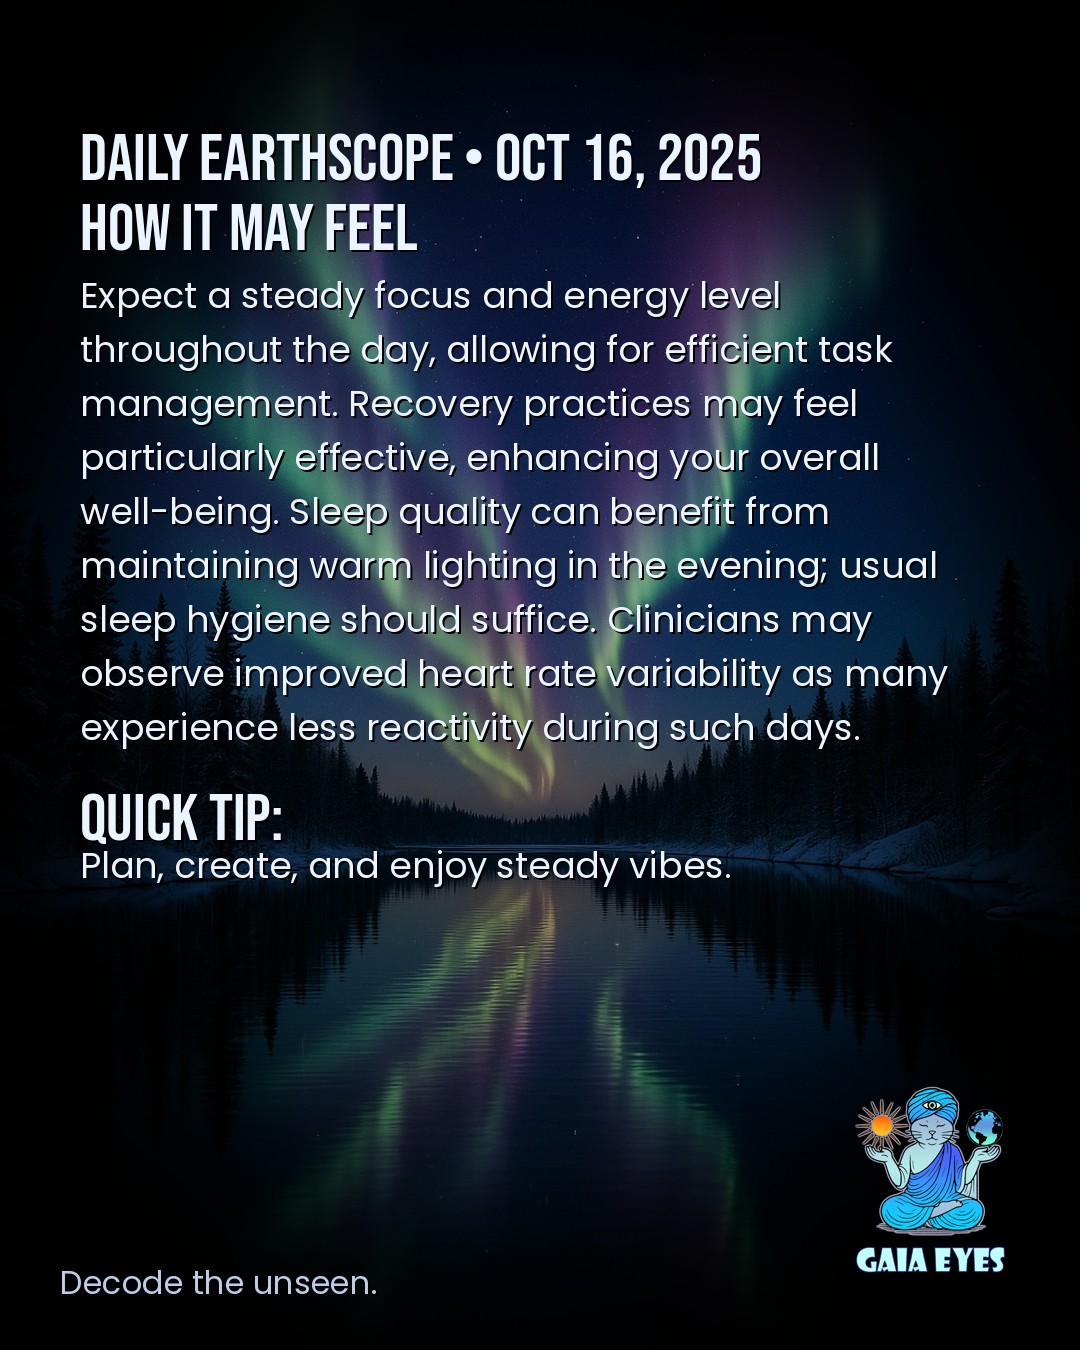 DAILY EARTHSCOPE • OCT 16, 2025
HOW IT MAY FEEL
Expect a steady focus and energy level
throughout the day, allowing for efficient task
management. Recovery practices may feel
particularly effective, enhancing your overall
well-being. Sleep quality can benefit from
maintaining warm lighting in the evening; usual
sleep hygiene should suffice. Clinicians may
observe improved heart rate variability as many
experience less reactivity during such days.
QUICK TIP:
Plan, create, and enjoy steady vibes.
GAIA EYES
Decode the unseen.